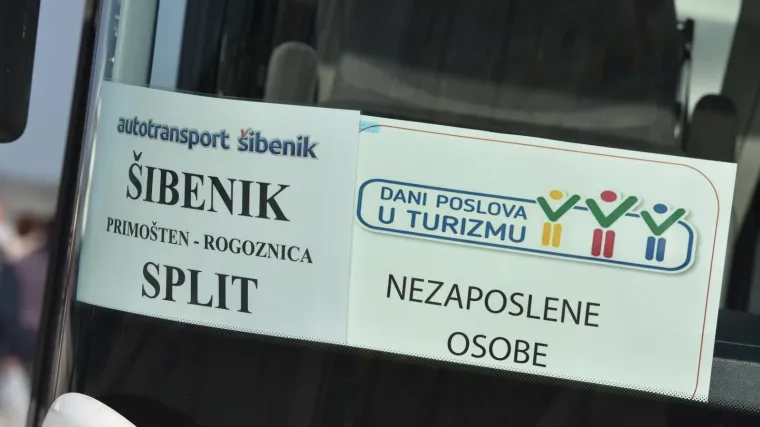 autotransport šibenik
ŠIBENIK
PRIMOŠTEN - ROGOZNICA
SPLIT
DANI POSLOVA
U TURIZMU
NEZAPOSLENE
OSOBE